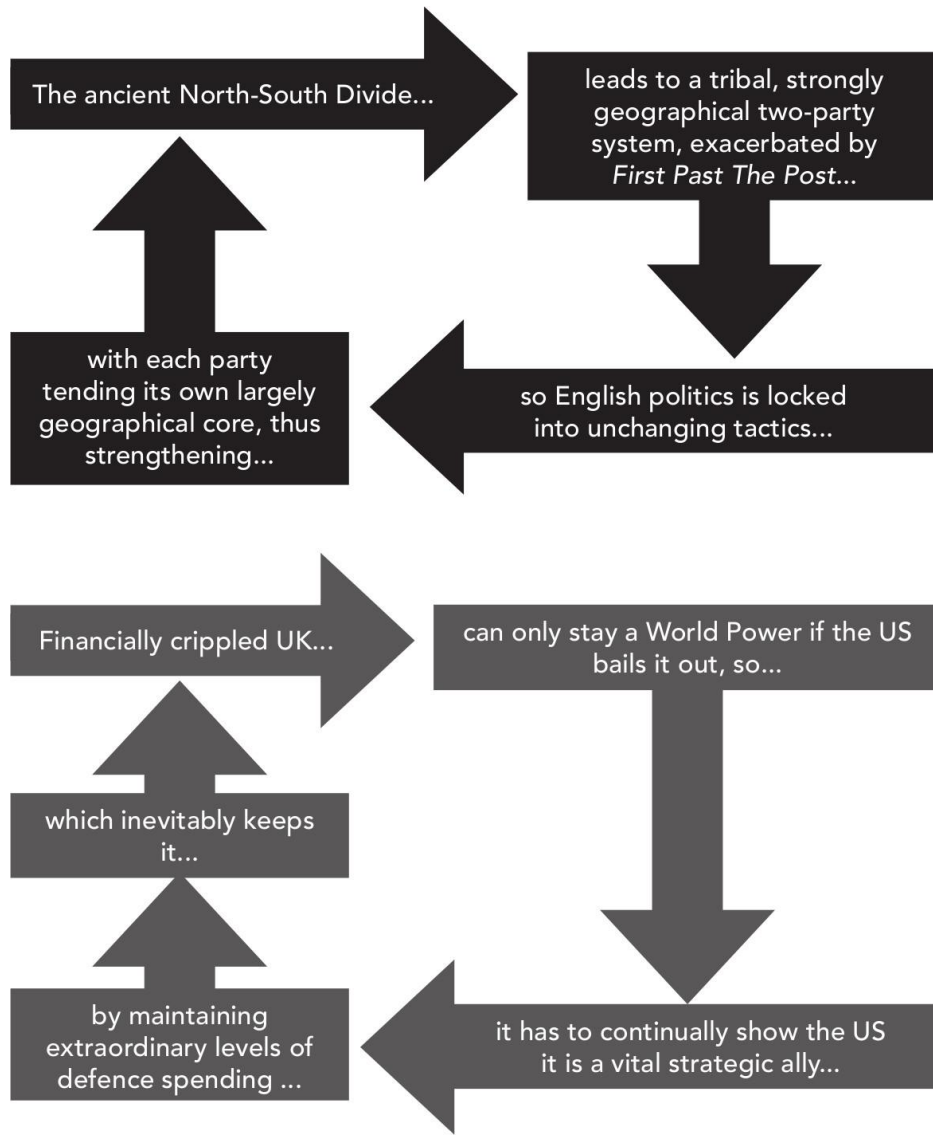 The ancient North-South Divide...
leads to a tribal, strongly
geographical two-party
system, exacerbated by
First Past The Post...
so English politics is locked
into unchanging tactics...
with each party
tending its own largely
geographical core, thus
strengthening...
Financially crippled UK...
can only stay a World Power if the US
bails it out, so...
it has to continually show the US
it is a vital strategic ally...
by maintaining
extraordinary levels of
defence spending ...
which inevitably keeps
it...